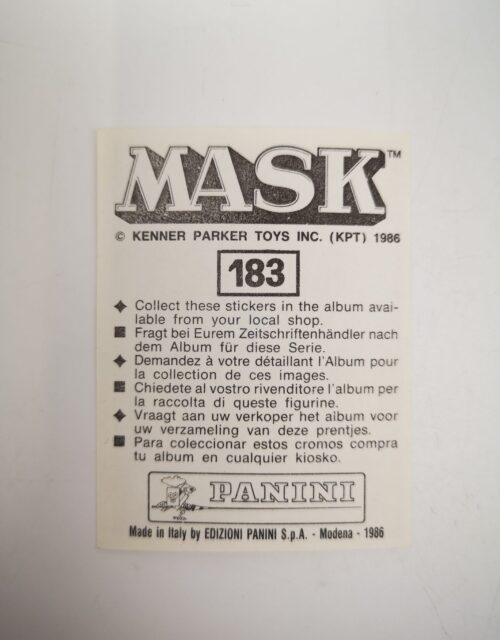 MASK™
© KENNER PARKER TOYS INC. (KPT) 1986
183
Collect these stickers in the album avai-
lable from your local shop.
Fragt bei Eurem Zeitschriftenhändler nach
dem Album für diese Serie.
Demandez à votre détaillant l'Album pour
la collection de ces images.
Chiedete al vostro rivenditore l'album per
la raccolta di queste figurine.
Vraagt aan uw verkoper het album voor
uw verzameling van deze prentjes.
Para coleccionar estos cromos compra
tu album en cualquier kiosko.
PANINI
Made in Italy by EDIZIONI PANINI S.p.A. - Modena - 1986